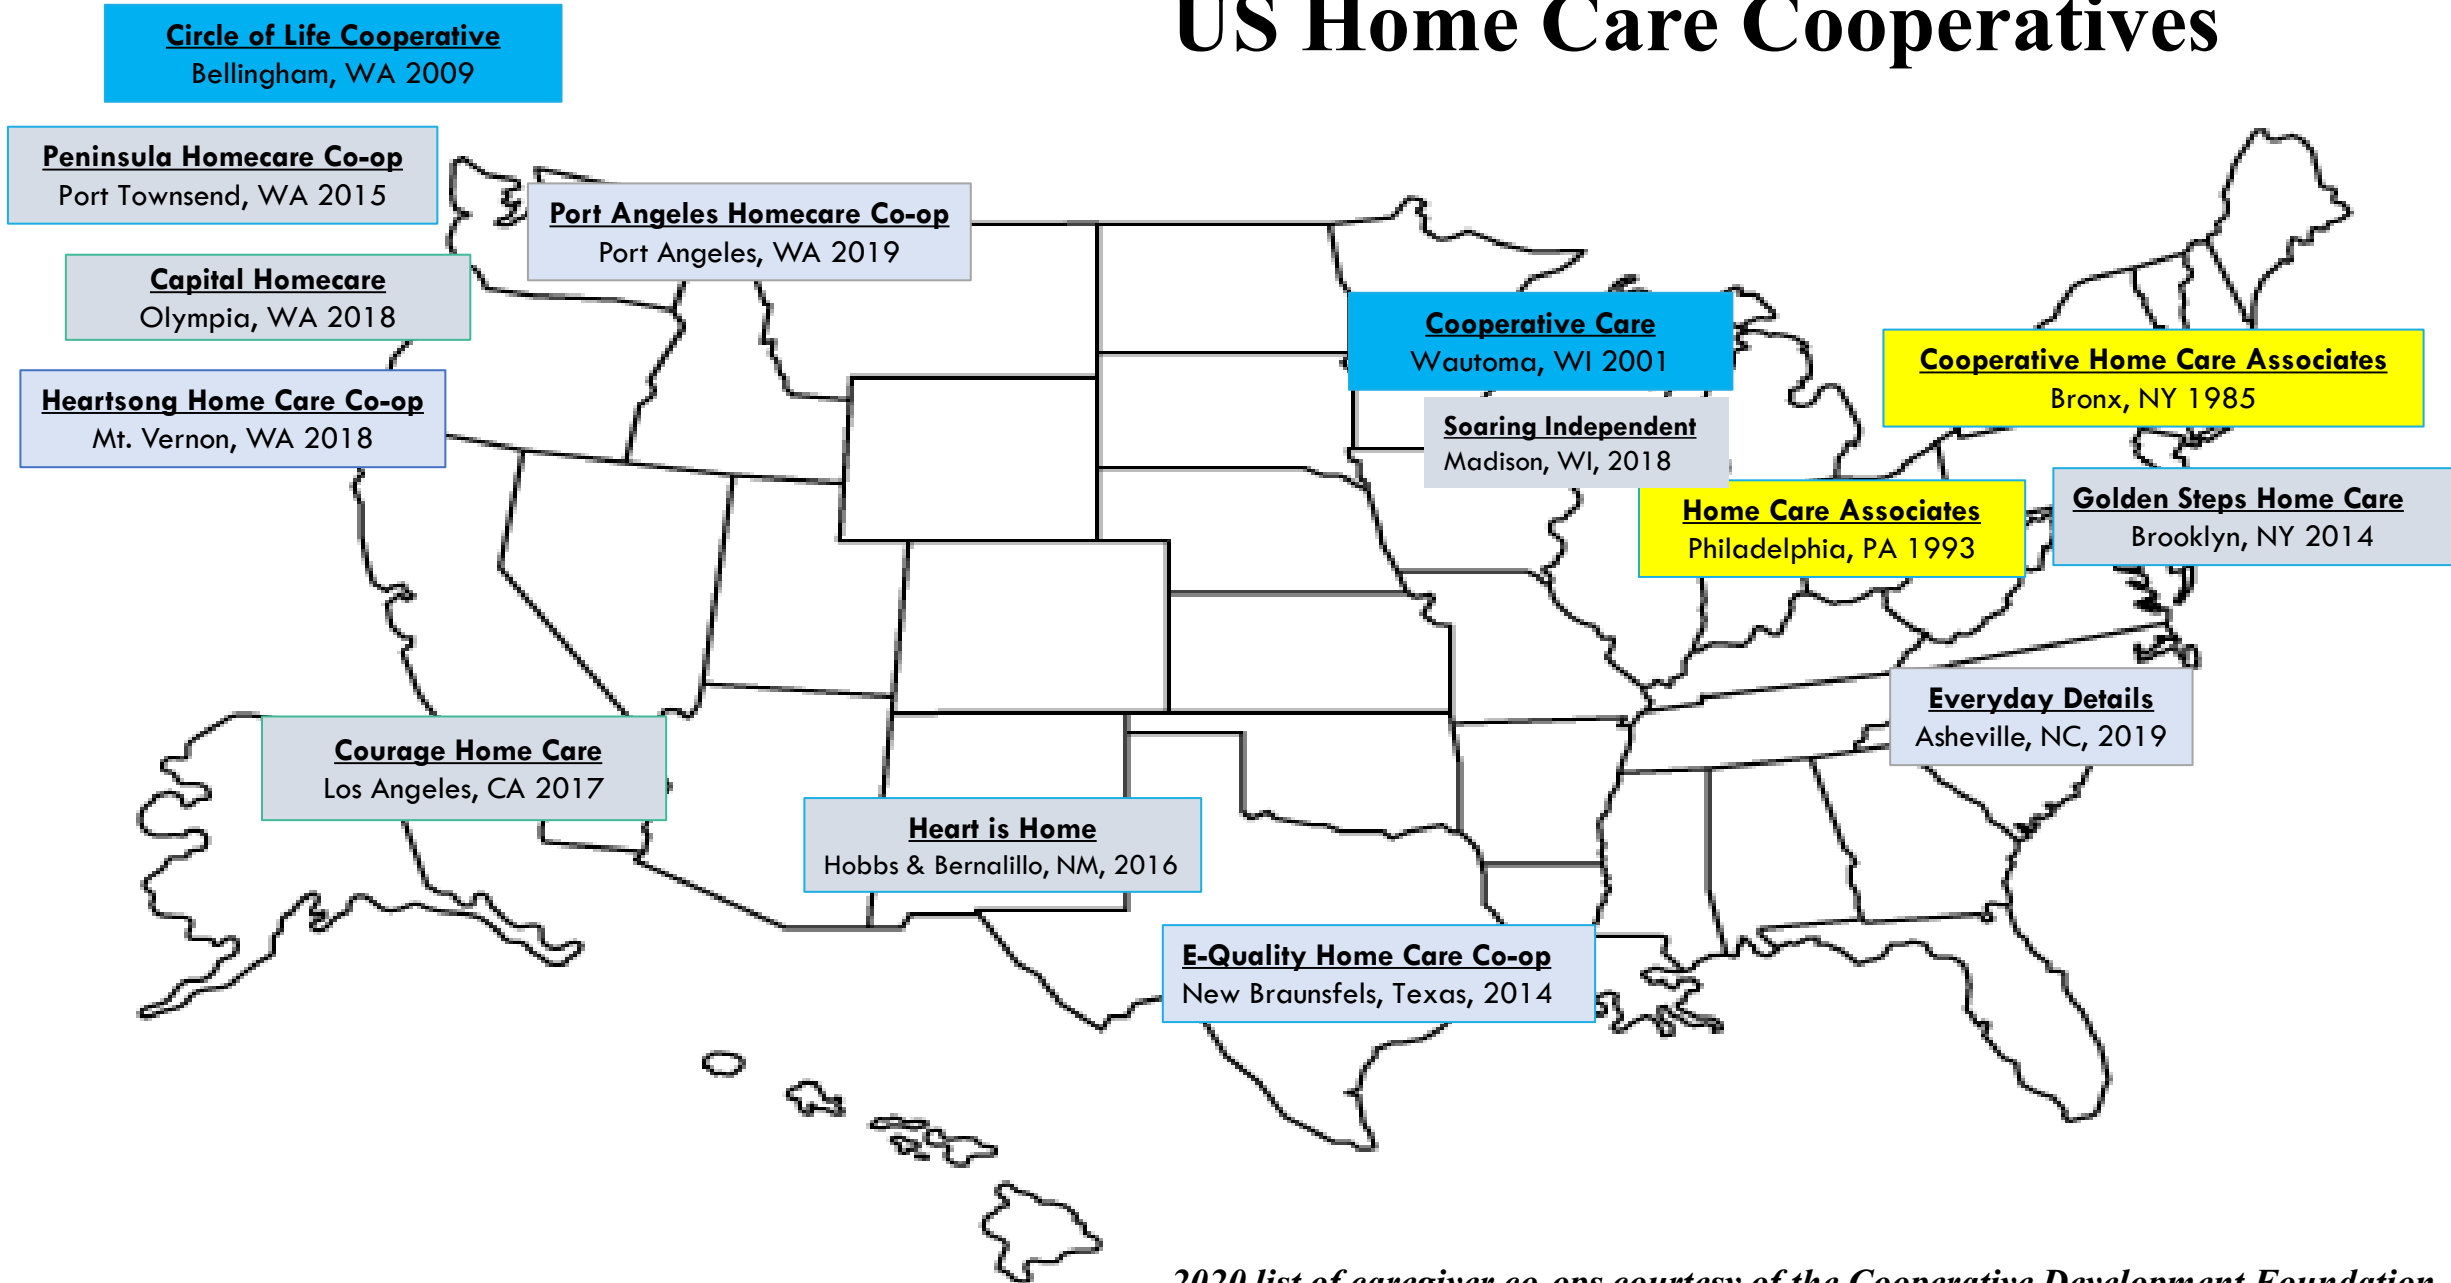 US Home Care Cooperatives
Circle of Life Cooperative
Bellingham, WA 2009
Peninsula Homecare Co-op
Port Townsend, WA 2015
Port Angeles Homecare Co-op
Port Angeles, WA 2019
Capital Homecare
Olympia, WA 2018
Heartsong Home Care Co-op
Mt. Vernon, WA 2018
Cooperative Care
Wautoma, WI 2001
Soaring Independent
Madison, WI, 2018
Cooperative Home Care Associates
Bronx, NY 1985
Home Care Associates
Philadelphia, PA 1993
Golden Steps Home Care
Brooklyn, NY 2014
Everyday Details
Asheville, NC, 2019
Courage Home Care
Los Angeles, CA 2017
Heart is Home
Hobbs & Bernalillo, NM, 2016
E-Quality Home Care Co-op
New Braunsfels, Texas, 2014
2020 list of caregiver co-ops courtesy of the Cooperative Development Foundation